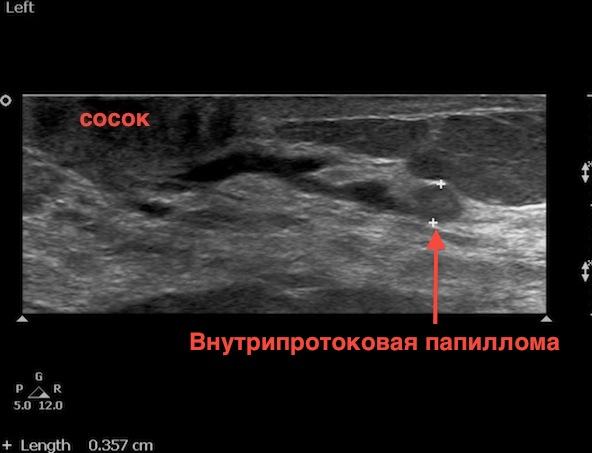 Left
сосок
Внутрипротоковая папиллома
G
P R
5.0 12.0
+ Length 0.357 cm